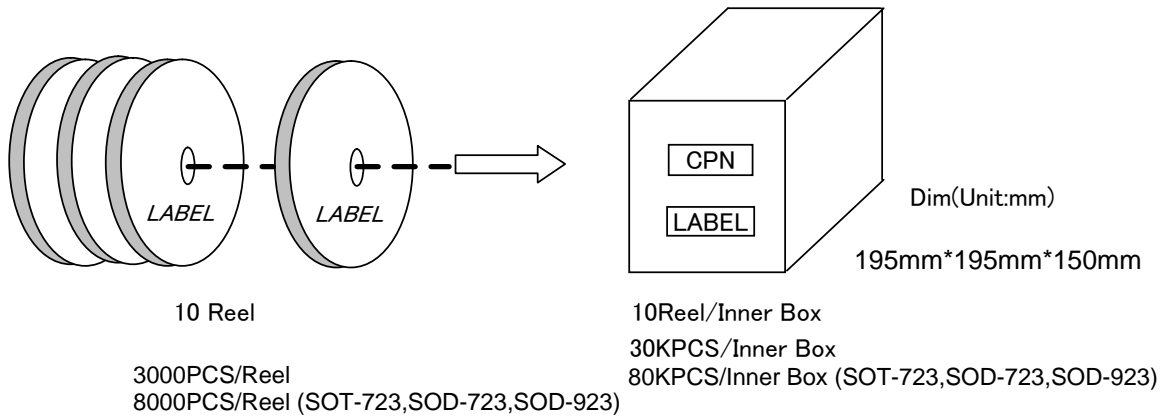 LABEL
LABEL
CPN
LABEL
Dim(Unit:mm)
195mm*195mm*150mm
10 Reel
10Reel/Inner Box
30KPCS/Inner Box
80KPCS/Inner Box (SOT-723,SOD-723,SOD-923)
3000PCS/Reel
8000PCS/Reel (SOT-723,SOD-723,SOD-923)